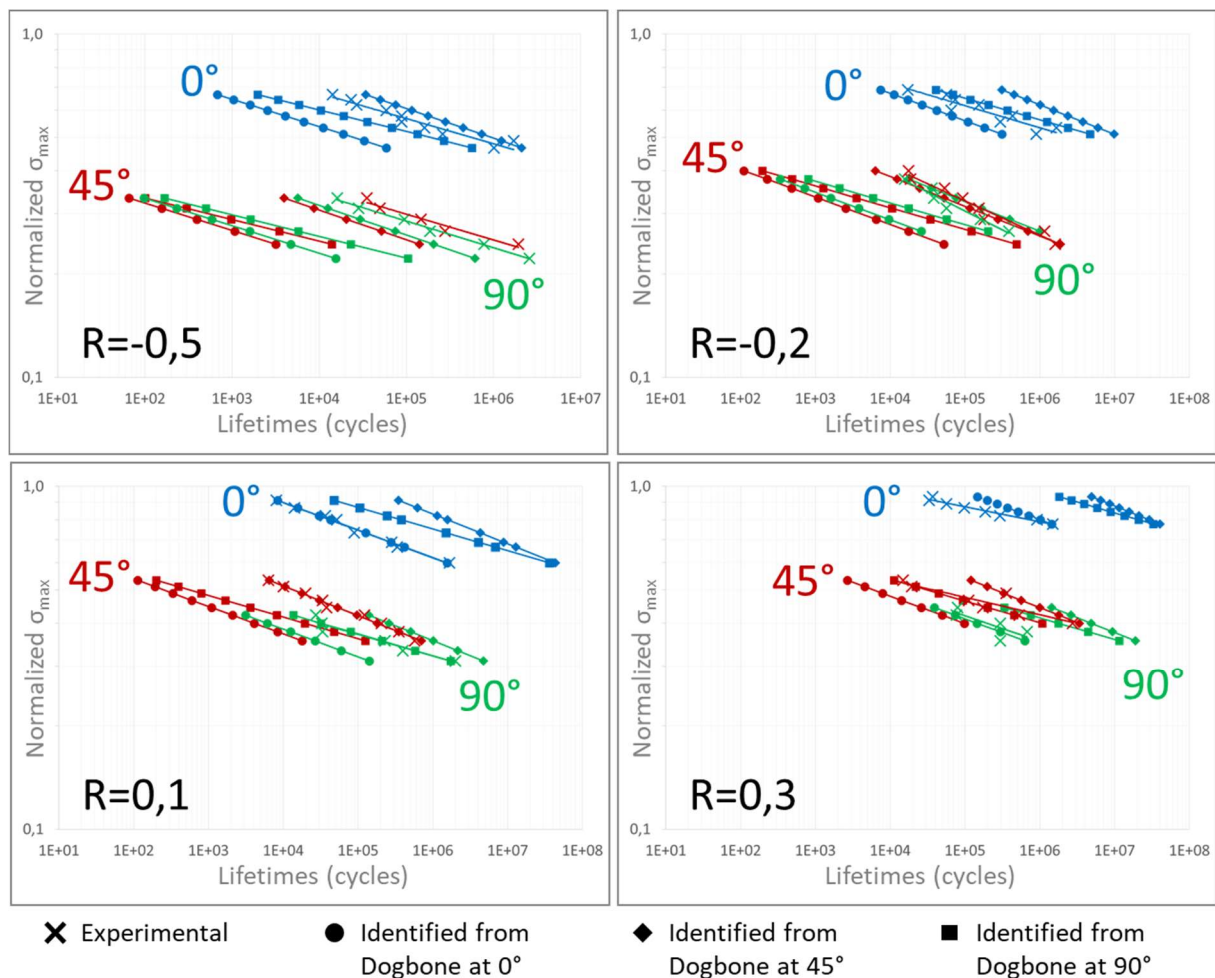 1,0
0°
45°
90°
R=-0,5
0,1
Normalized σmax
1E+01 1E+02 1E+03 1E+04 1E+05 1E+06 1E+07
Lifetimes (cycles)
1,0
0°
45°
90°
R=-0,2
0,1
Normalized σmax
1E+01 1E+02 1E+03 1E+04 1E+05 1E+06 1E+07 1E+08
Lifetimes (cycles)
1,0
0°
45°
90°
R=0,1
0,1
Normalized σmax
1E+01 1E+02 1E+03 1E+04 1E+05 1E+06 1E+07 1E+08
Lifetimes (cycles)
1,0
0°
45°
90°
R=0,3
0,1
Normalized σmax
1E+01 1E+02 1E+03 1E+04 1E+05 1E+06 1E+07 1E+08
Lifetimes (cycles)
Experimental
Identified from
Dogbone at 0°
Identified from
Dogbone at 45°
Identified from
Dogbone at 90°